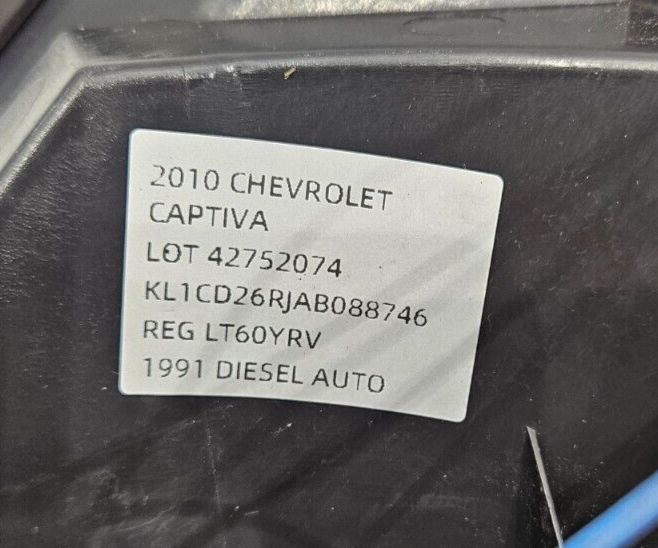 2010 CHEVROLET
CAPTIVA
LOT 42752074
KL1CD26RJAB088746
REG LT60YRV
1991 DIESEL AUTO